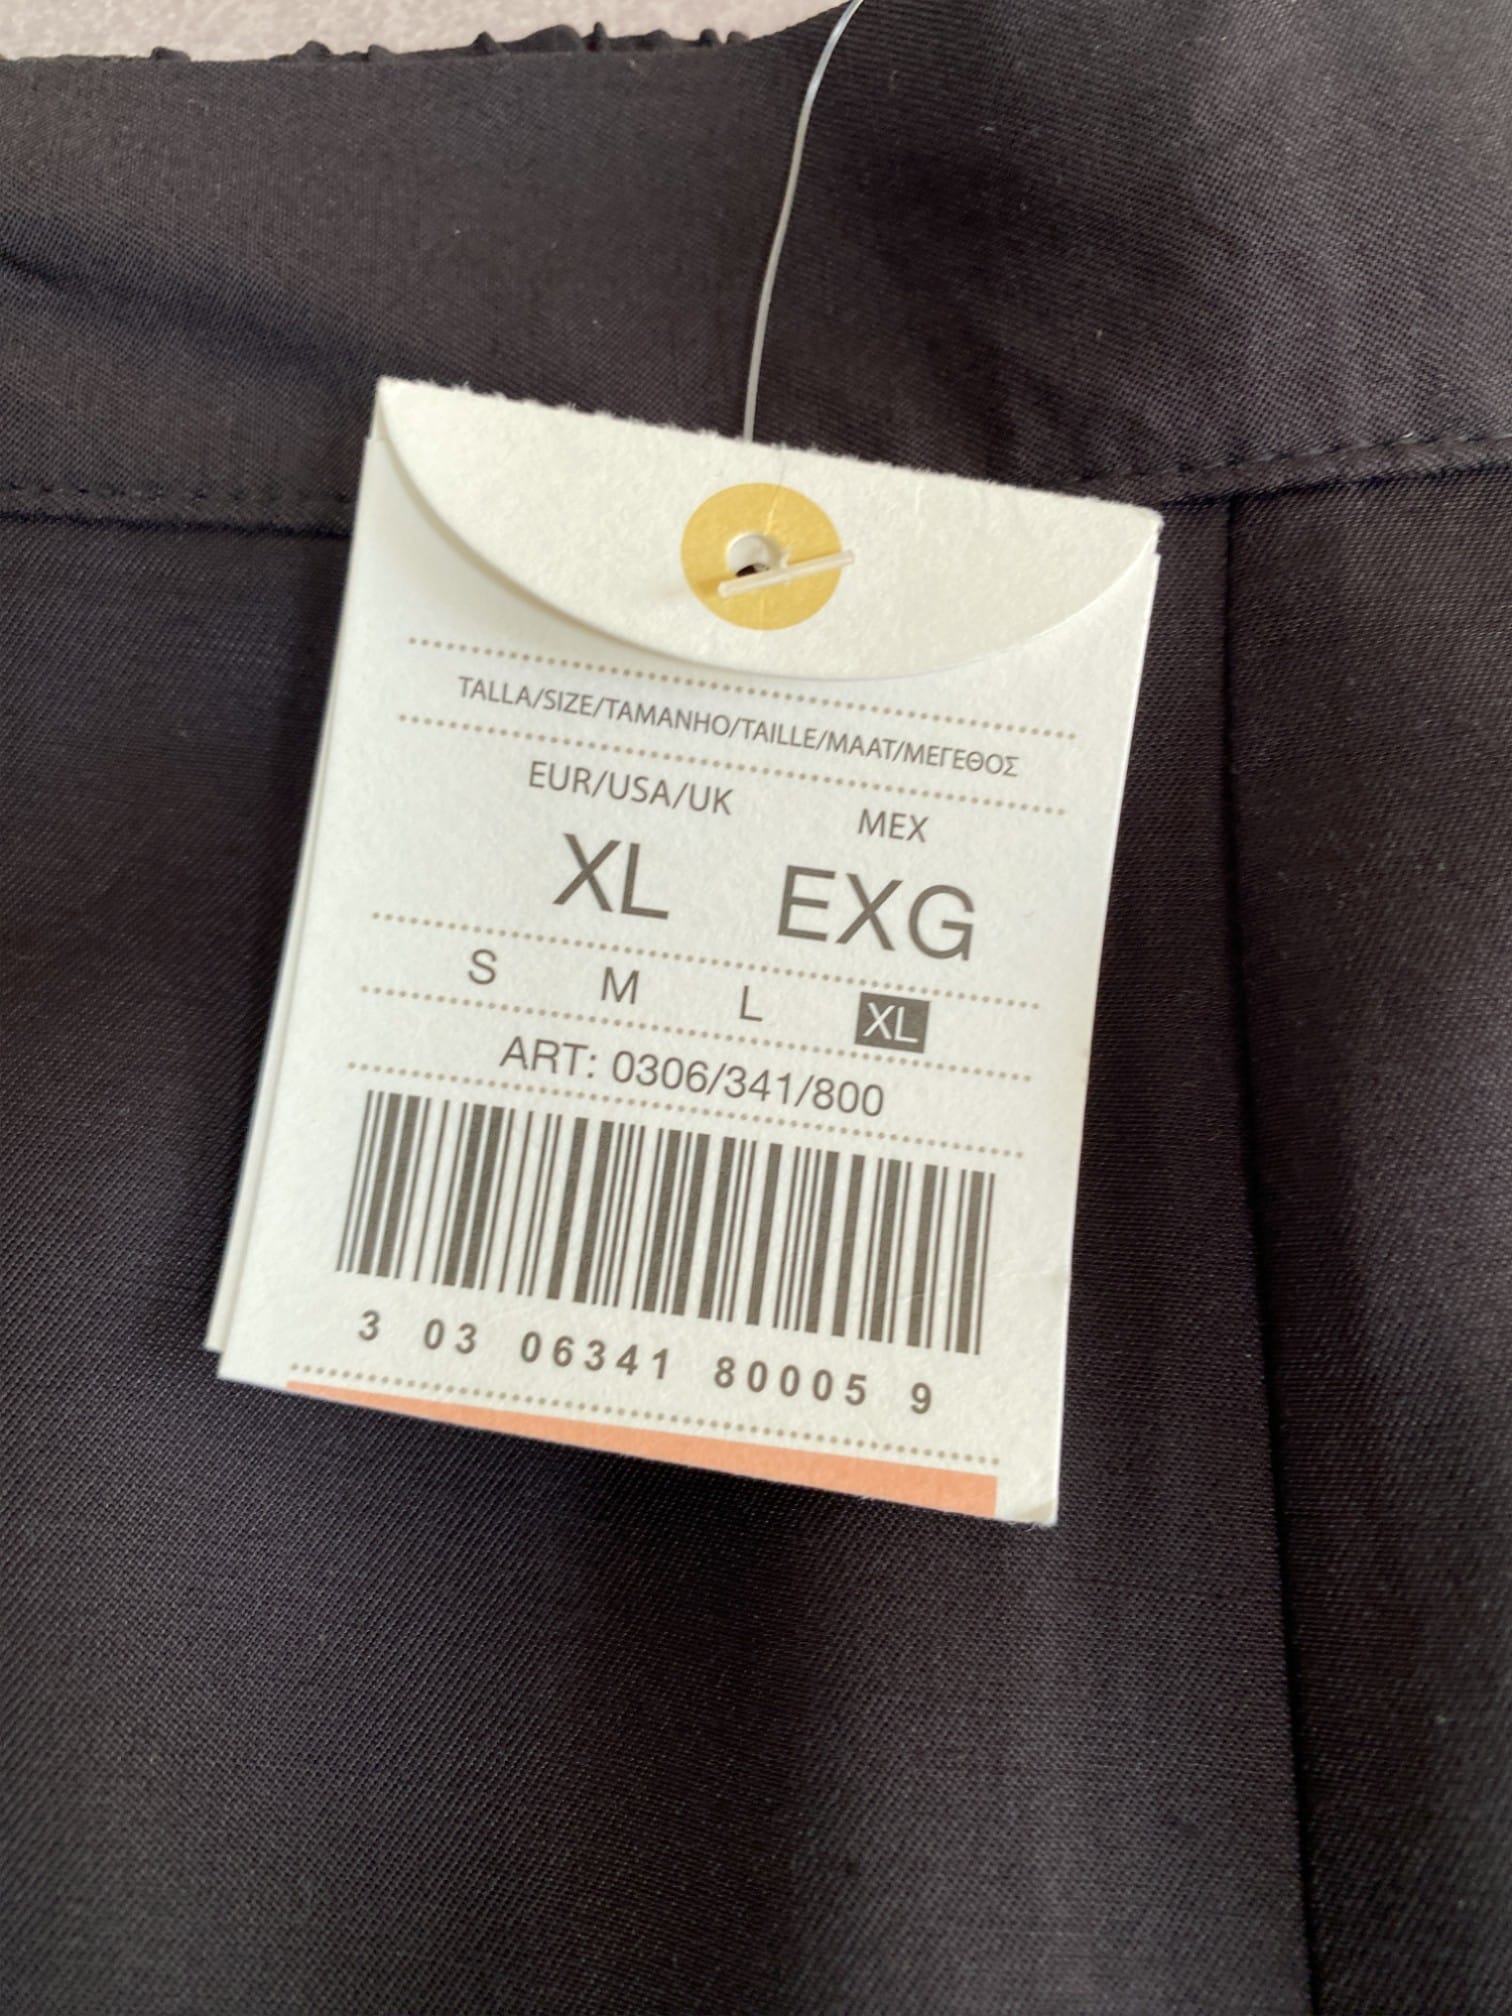 TALLA/SIZE/TAMANHO/TAILLE/MAAT/ΜΕΓΕΘΟΣ
EUR/USA/UK MEX
XL EXG
S M L XL
ART: 0306/341/800
3 03 06341 80005 9